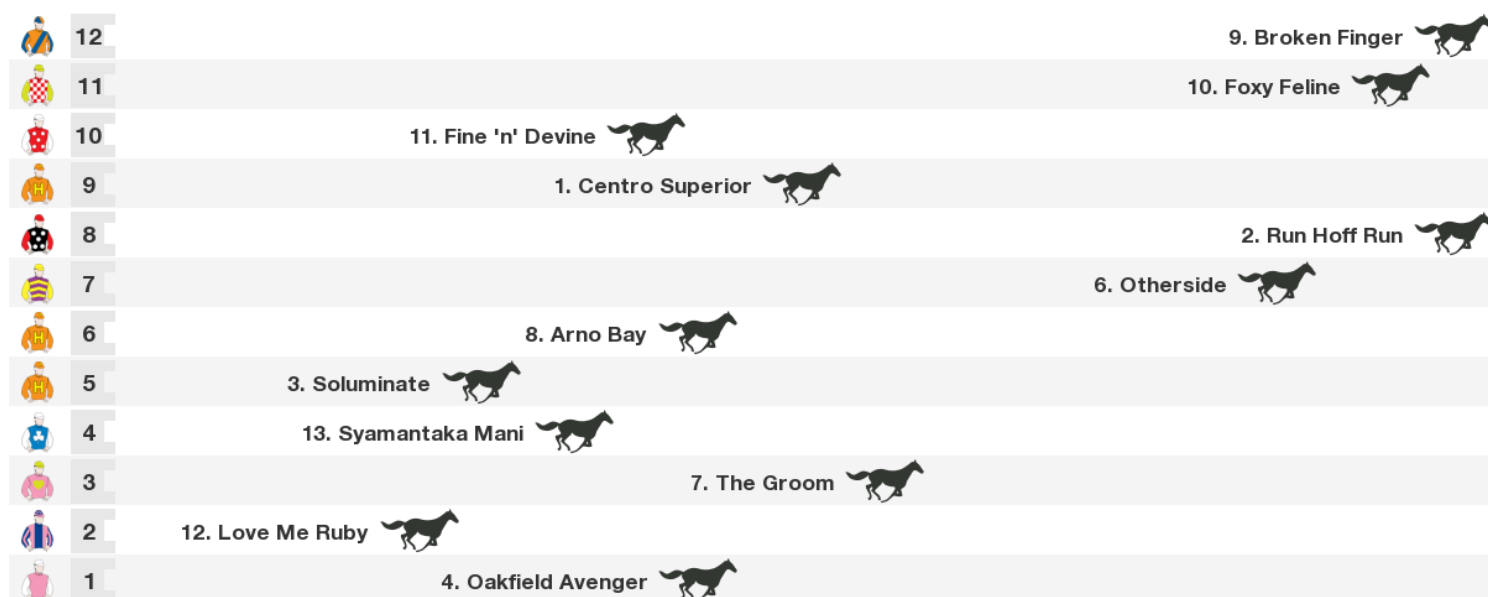 12 9. Broken Finger
11 10. Foxy Feline
10 11. Fine 'n' Devine
H 9 1. Centro Superior
8 2. Run Hoff Run
7 6. Otherside
H 6 8. Arno Bay
H 5 3. Soluminate
4 13. Syamantaka Mani
3 7. The Groom
2 12. Love Me Ruby
1 4. Oakfield Avenger